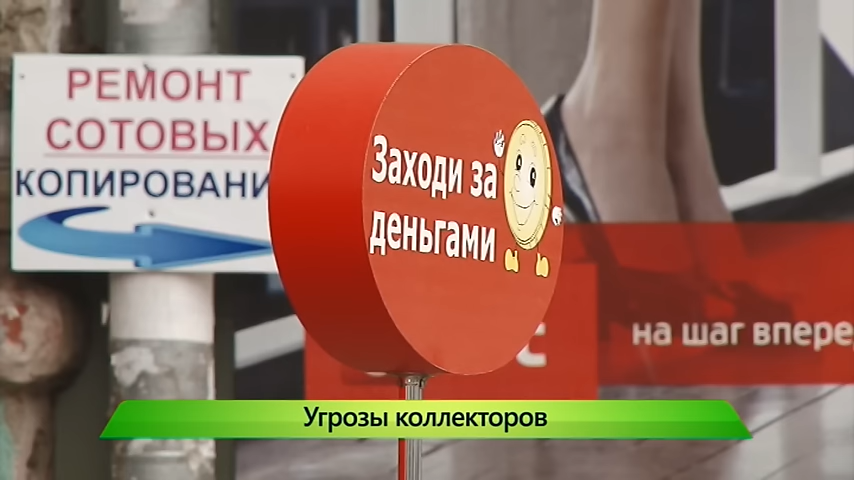 РЕМОНТ
СОТОВЫХ
КОПИРОВАНИ
Заходи за
деньгами
с
на шаг впере
Угрозы коллекторов